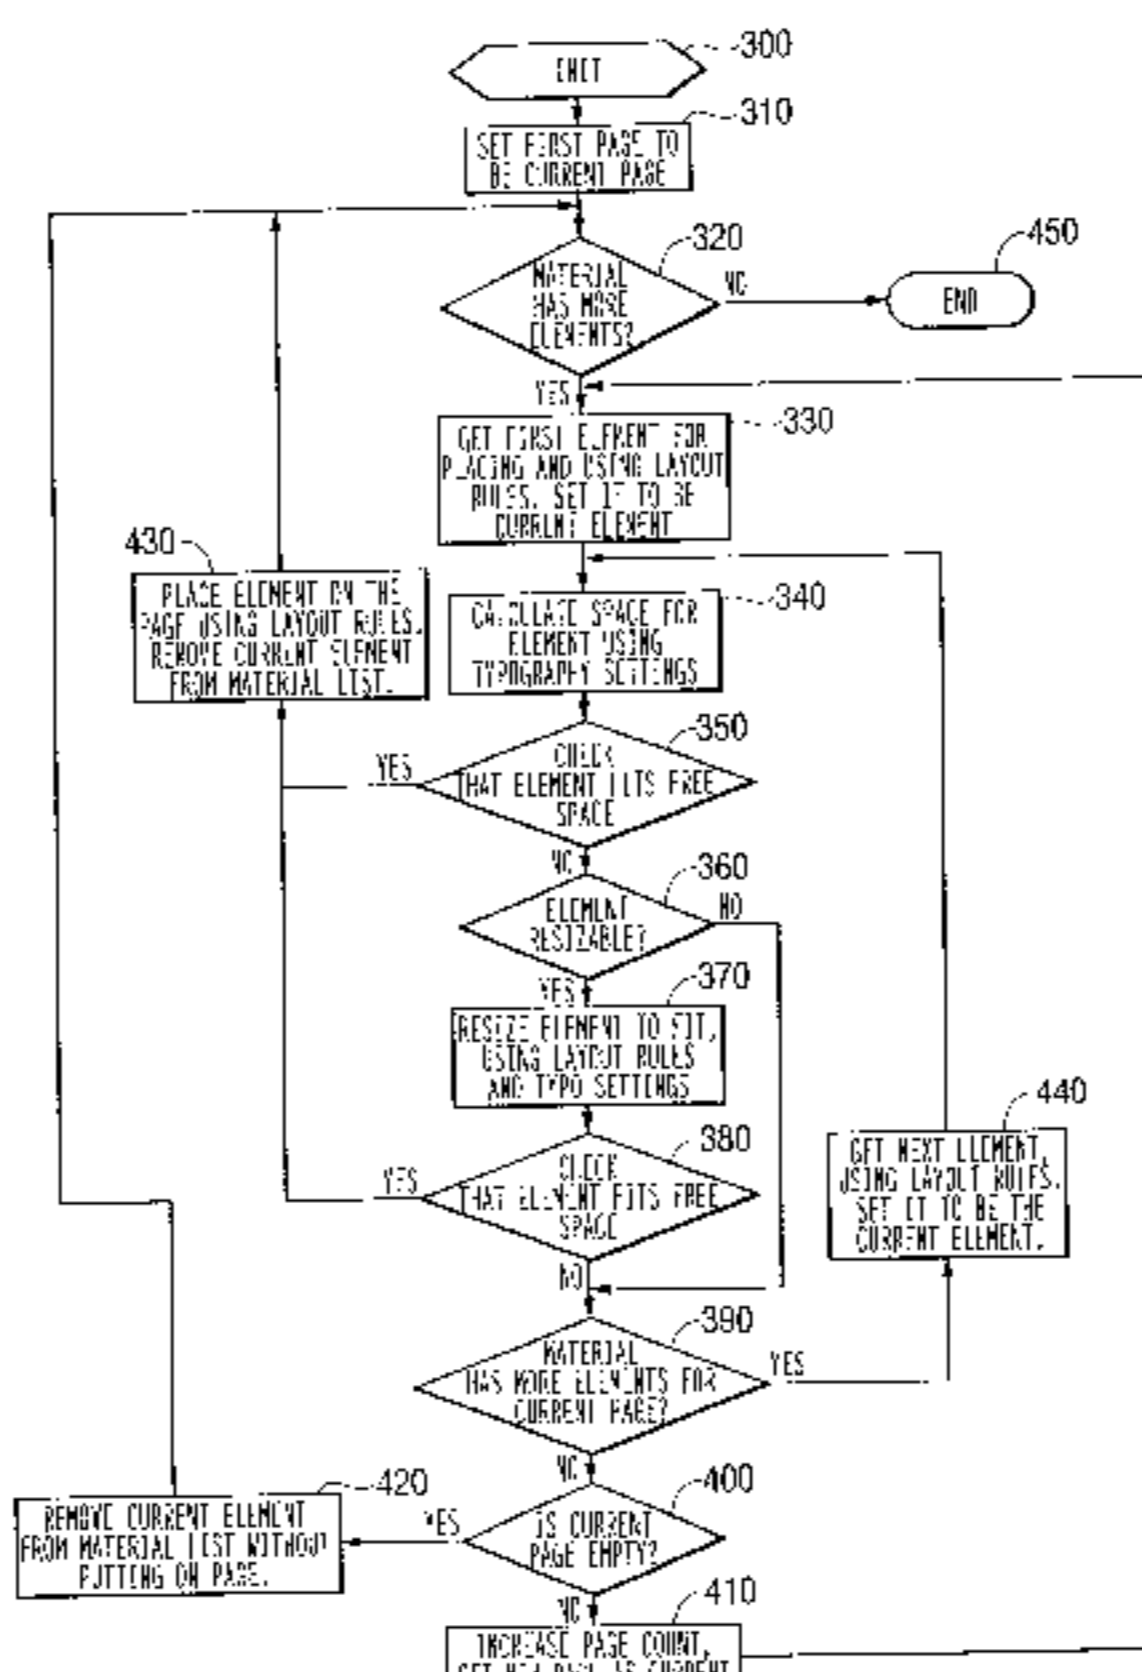 300
INIT
310
SET FIRST PAGE TO
BE CURRENT PAGE
320
MATERIAL
HAS MORE
ELEMENTS?
NO
450
END
YES
330
GET FIRST ELEMENT FOR
PLACING AND USING LAYOUT
RULES. SET IT TO BE
CURRENT ELEMENT
430
PLACE ELEMENT ON THE
PAGE USING LAYOUT RULES.
REMOVE CURRENT ELEMENT
FROM MATERIAL LIST.
340
CALCULATE SPACE FOR
ELEMENT USING
TYPOGRAPHY SETTINGS
350
CHECK
THAT ELEMENT FITS FREE
SPACE
YES
NO
360
ELEMENT
RESIZABLE?
NO
YES
370
RESIZE ELEMENT TO FIT,
USING LAYOUT RULES
AND TYPO SETTINGS
380
CHECK
THAT ELEMENT FITS FREE
SPACE
YES
NO
440
GET NEXT ELEMENT,
USING LAYOUT RULES.
SET IT TO BE THE
CURRENT ELEMENT.
390
MATERIAL
HAS MORE ELEMENTS FOR
CURRENT PAGE?
YES
NO
400
IS CURRENT
PAGE EMPTY?
YES
420
REMOVE CURRENT ELEMENT
FROM MATERIAL LIST WITHOUT
PUTTING ON PAGE.
NO
410
INCREASE PAGE COUNT,
SET NEW PAGE AS CURRENT